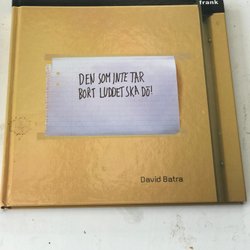 frank
DEN SOM INTE TAR
BORT LUDDET SKA DÖ!
David Batra